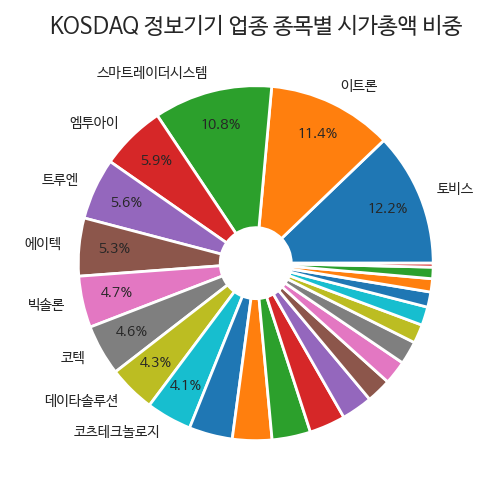 KOSDAQ 정보기기 업종 종목별 시가총액 비중
스마트레이더시스템
이트론
엠투아이
10.8%
11.4%
5.9%
트루엔
5.6%
토비스
12.2%
에이텍
5.3%
빅솔론
4.7%
코텍
4.6%
데이타솔루션
4.3%
코츠테크놀로지
4.1%